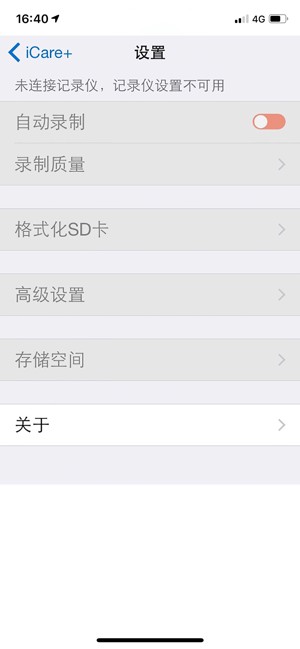 16:40
4G
iCare+
设置
未连接记录仪，记录仪设置不可用
自动录制
录制质量
格式化SD卡
高级设置
存储空间
关于